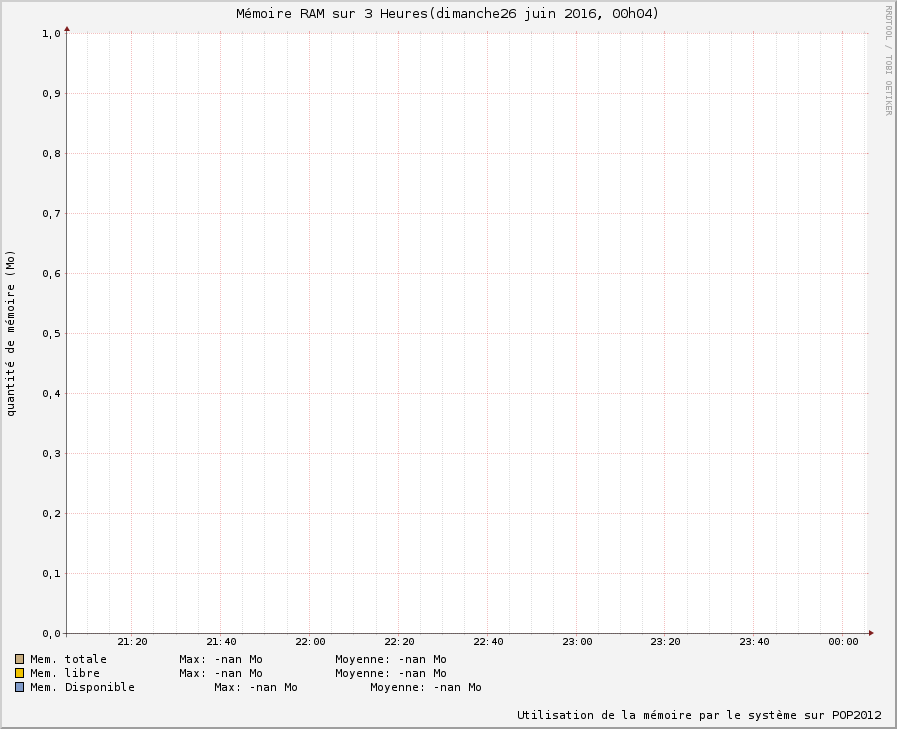 Mémoire RAM sur 3 Heures(dimanche26 juin 2016, 00h04)
RRDTOOL / TOBI OETIKER
quantité de mémoire (Mo)
1,0
0,9
0,8
0,7
0,6
0,5
0,4
0,3
0,2
0,1
0,0
21:20 21:40 22:00 22:20 22:40 23:00 23:20 23:40 00:00
Mem. totale Max: -nan Mo Moyenne: -nan Mo
Mem. libre Max: -nan Mo Moyenne: -nan Mo
Mem. Disponible Max: -nan Mo Moyenne: -nan Mo
Utilisation de la mémoire par le système sur POP2012